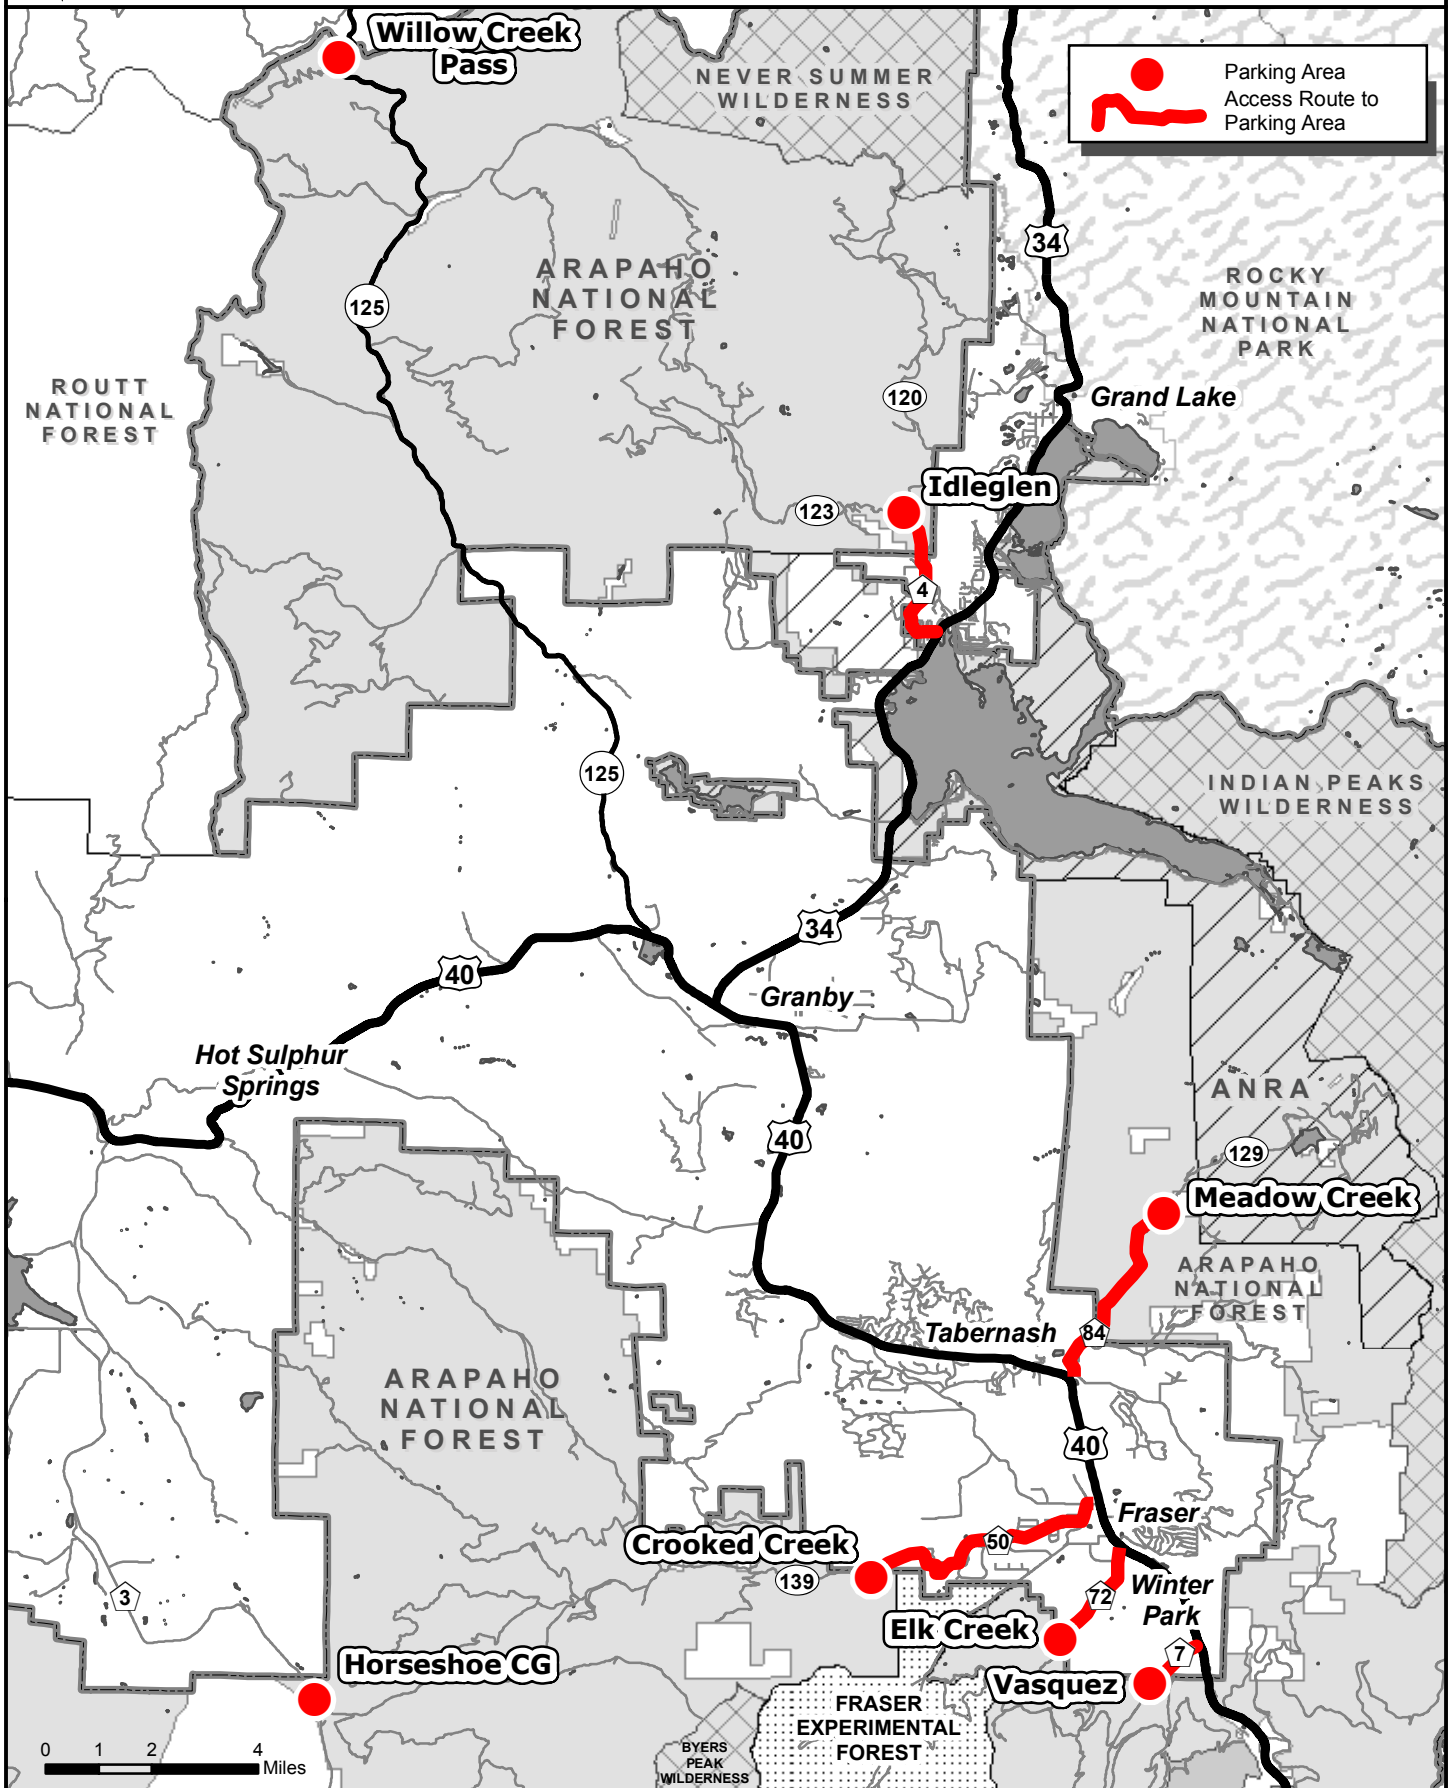 Willow Creek
Pass
NEVER SUMMER
WILDERNESS
Parking Area
Access Route to
Parking Area
34
ARAPAHO
NATIONAL
FOREST
ROCKY
MOUNTAIN
NATIONAL
PARK
125
ROUTT
NATIONAL
FOREST
120
Grand Lake
Idleglen
123
4
125
INDIAN PEAKS
WILDERNESS
34
40
Granby
Hot Sulphur
Springs
ANRA
40
129
Meadow Creek
ARAPAHO
NATIONAL
FOREST
84
Tabernash
ARAPAHO
NATIONAL
FOREST
40
Fraser
Crooked Creek
50
139
3
72
Winter
Park
Elk Creek
7
Horseshoe CG
Vasquez
FRASER
EXPERIMENTAL
FOREST
BYERS
PEAK
WILDERNESS
0 1 2 4
Miles